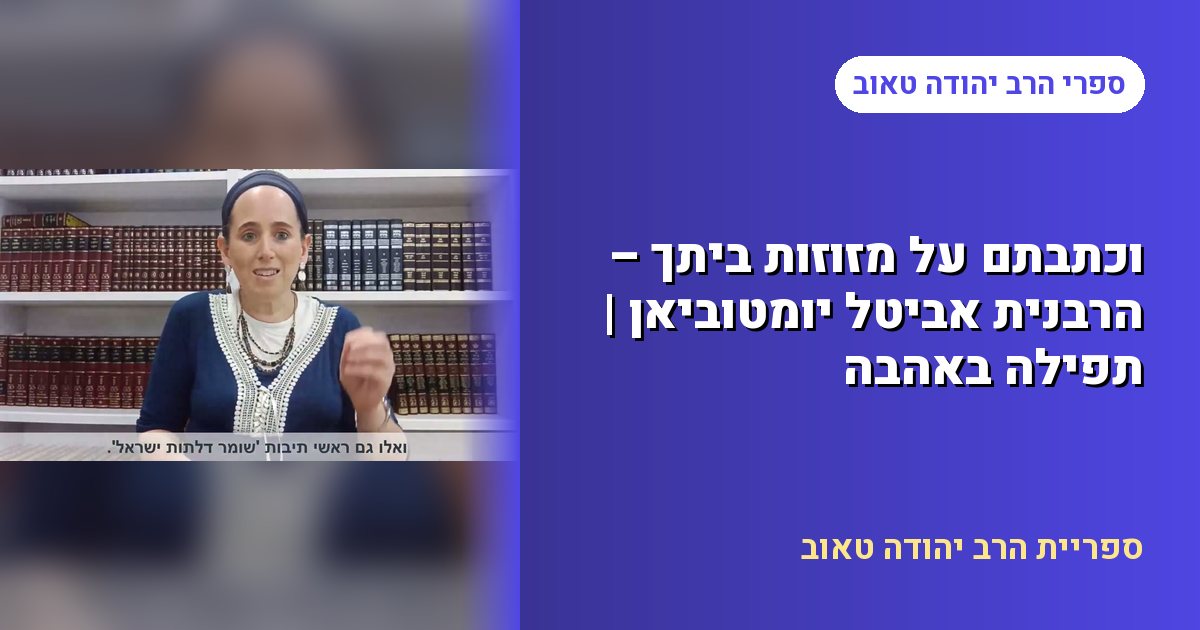 ספרי הרב יהודה טאוב
וכתבתם על מזוזות ביתך –
הרבנית אביטל יומטוביאן |
תפילה באהבה
ואלו גם ראשי תיבות 'שומר דלתות ישראל'.
ספריית הרב יהודה טאוב